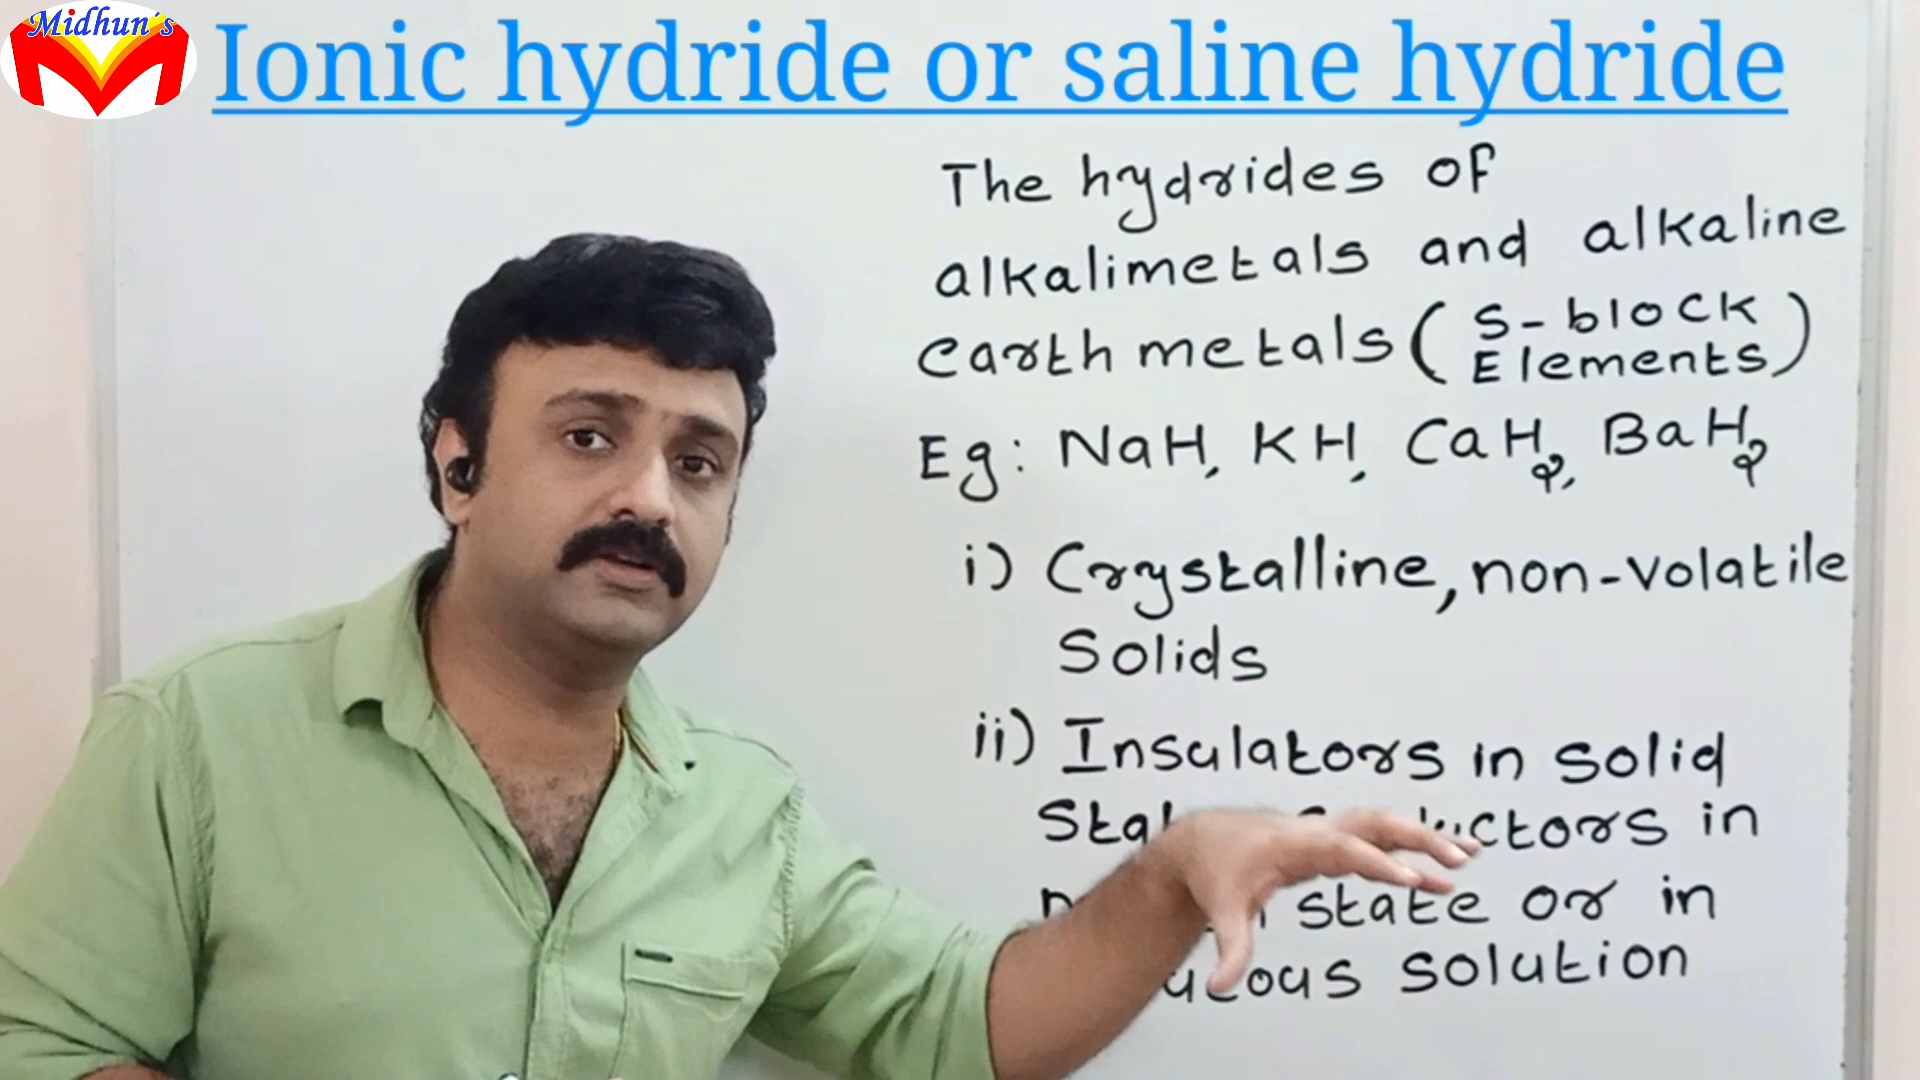 Midhun's
Ionic hydride or saline hydride
The hydrides of
alkalimetals and alkaline
earth metals ( S-block
Elements )
Eg: NaH, KH, CaH2, BaH2
i) Crystalline, non-volatile
Solids
ii) Insulators in solid
in
state or in
solution